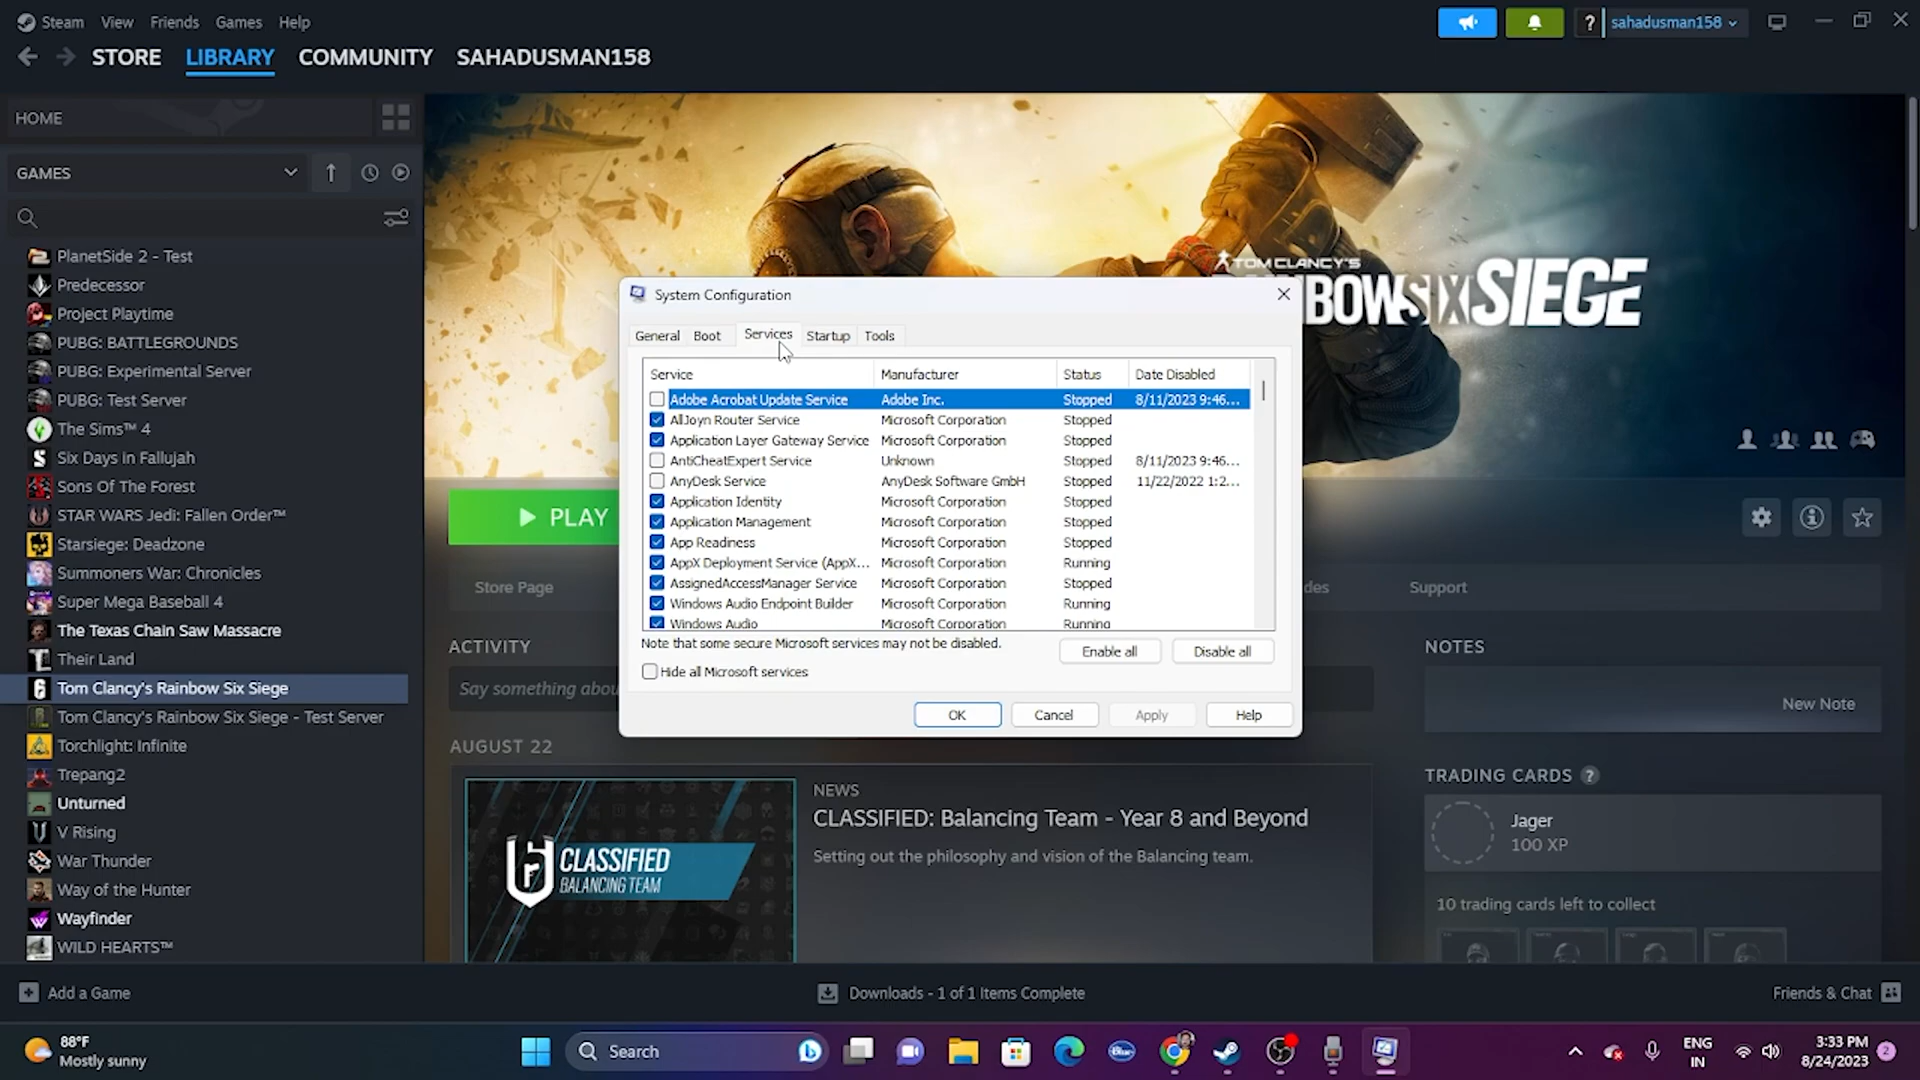 Steam View Friends Games Help
? sahadusman158
STORE LIBRARY COMMUNITY SAHADUSMAN158
HOME
GAMES
PlanetSide 2 - Test
Predecessor
Project Playtime
PUBG: BATTLEGROUNDS
PUBG: Experimental Server
PUBG: Test Server
The Sims™ 4
Six Days in Fallujah
Sons Of The Forest
STAR WARS Jedi: Fallen Order™
Starsiege: Deadzone
Summoners War: Chronicles
Super Mega Baseball 4
The Texas Chain Saw Massacre
Their Land
Tom Clancy's Rainbow Six Siege
Tom Clancy's Rainbow Six Siege - Test Server
Torchlight: Infinite
Trepang2
Unturned
V Rising
War Thunder
Way of the Hunter
Wayfinder
WILD HEARTS™
TOM CLANCY'S
BOW SIX SIEGE
System Configuration
General Boot Services Startup Tools
Service Manufacturer Status Date Disabled
Adobe Acrobat Update Service Adobe Inc. Stopped 8/11/2023 9:46...
AllJoyn Router Service Microsoft Corporation Stopped
Application Layer Gateway Service Microsoft Corporation Stopped
AntiCheatExpert Service Unknown Stopped 8/11/2023 9:46...
AnyDesk Service AnyDesk Software GmbH Stopped 11/22/2022 1:2...
Application Identity Microsoft Corporation Stopped
Application Management Microsoft Corporation Stopped
App Readiness Microsoft Corporation Stopped
AppX Deployment Service (AppX... Microsoft Corporation Running
AssignedAccessManager Service Microsoft Corporation Stopped
Windows Audio Endpoint Builder Microsoft Corporation Running
Windows Audio Microsoft Corporation Running
Note that some secure Microsoft services may not be disabled.
Enable all Disable all
Hide all Microsoft services
OK Cancel Apply Help
PLAY
Store Page des Support
ACTIVITY
Say something abou
AUGUST 22
CLASSIFIED
BALANCING TEAM
NEWS
CLASSIFIED: Balancing Team - Year 8 and Beyond
Setting out the philosophy and vision of the Balancing team.
NOTES
New Note
TRADING CARDS ?
Jager
100 XP
10 trading cards left to collect
Add a Game
Downloads - 1 of 1 Items Complete
Friends & Chat
88°F
Mostly sunny
Search
ENG
IN
3:33 PM
8/24/2023
2